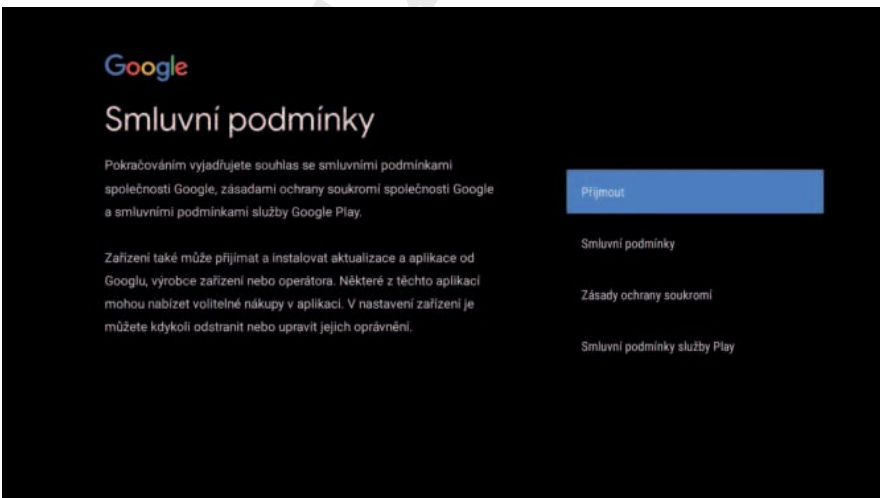 Google
Smluvní podmínky
Pokračováním vyjadřujete souhlas se smluvními podmínkami
společnosti Google, zásadami ochrany soukromí společnosti Google
a smluvními podmínkami služby Google Play.
Zařízení také může přijímat a instalovat aktualizace a aplikace od
Googlu, výrobce zařízení nebo operátora. Některé z těchto aplikací
mohou nabízet volitelné nákupy v aplikaci. V nastavení zařízení je
můžete kdykoli odstranit nebo upravit jejich oprávnění.
Přijmout
Smluvní podmínky
Zásady ochrany soukromí
Smluvní podmínky služby Play